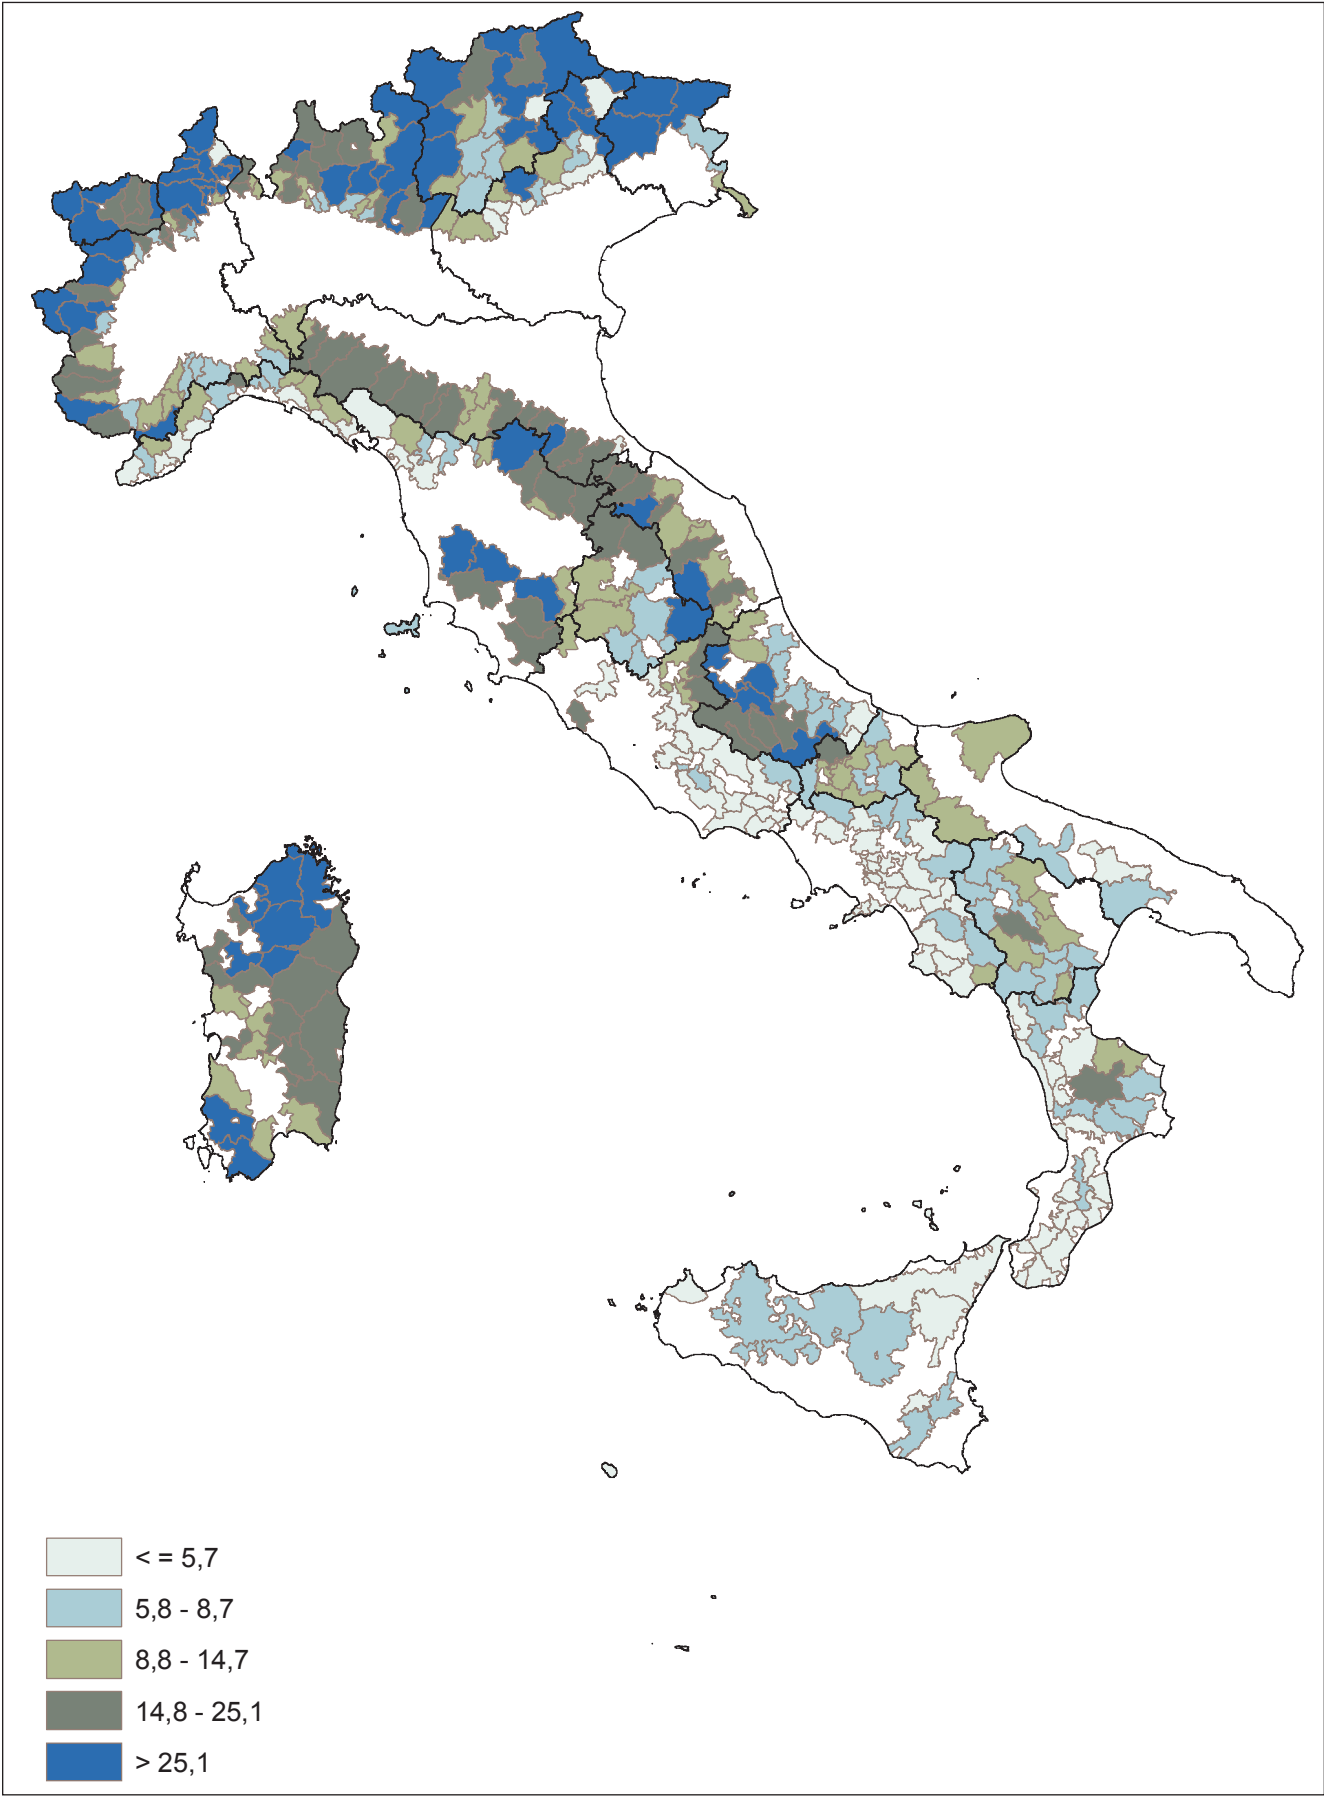 < = 5,7
5,8 - 8,7
8,8 - 14,7
14,8 - 25,1
> 25,1